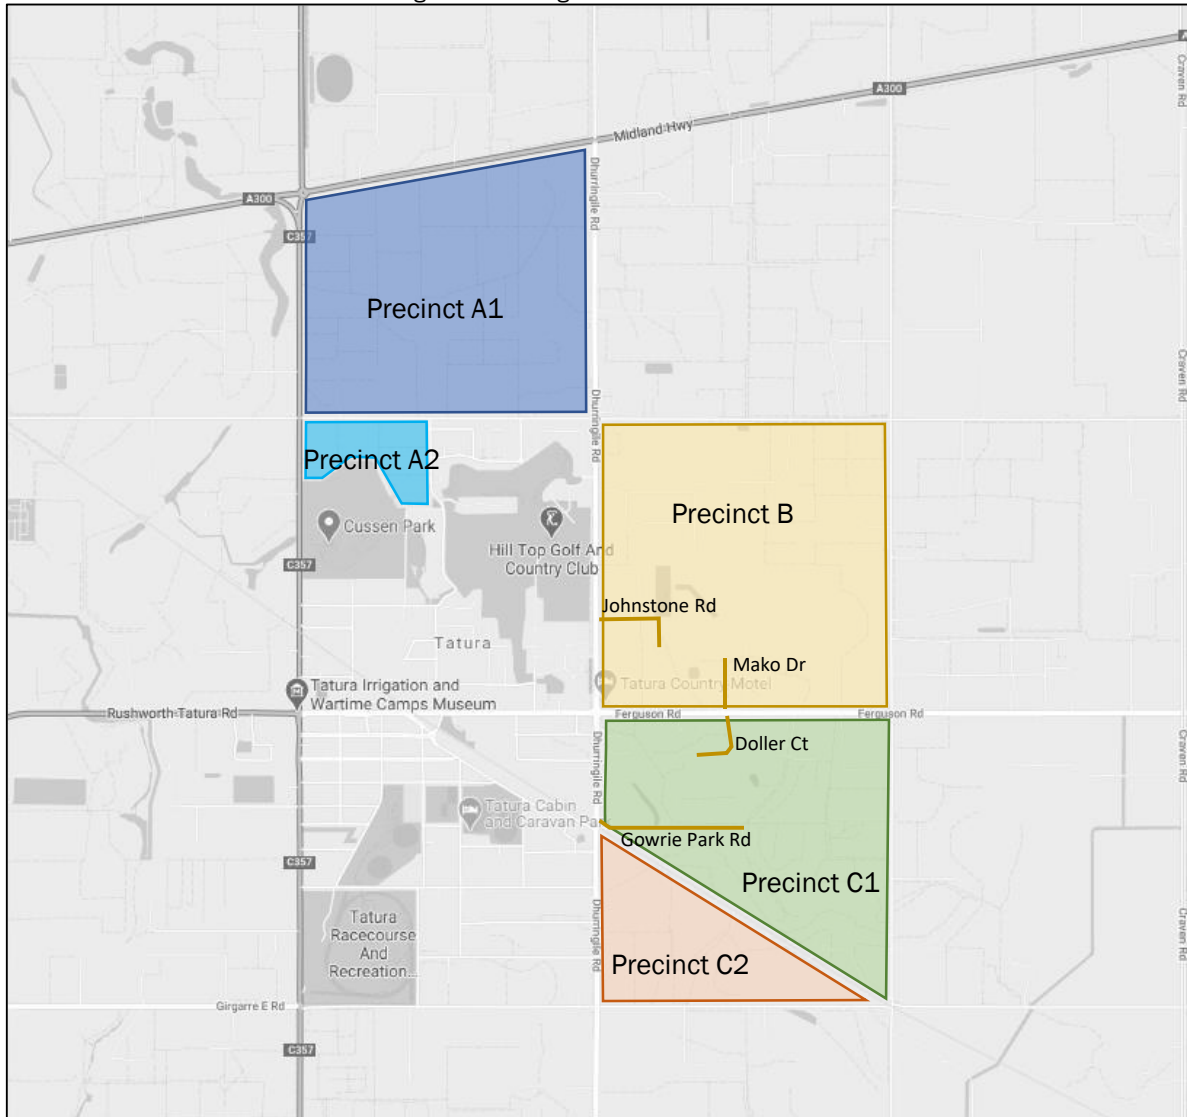 A300
Craven Rd
Midland Hwy
Dhurringile Rd
A300
C357
Precinct A1
Craven Rd
Dhurringile Rd
Precinct A2
Precinct B
Cussen Park
Hill Top Golf And
Country Club
C357
Johnstone Rd
Tatura
Mako Dr
Tatura Irrigation and
Wartime Camps Museum
Tatura Country Motel
Rushworth-Tatura Rd
Ferguson Rd
Ferguson Rd
Doller Ct
Dhurringile Rd
Craven Rd
Tatura Cabin
and Caravan Park
Gowrie Park Rd
C357
Precinct C1
Tatura
Racecourse
And
Recreation...
Dhurringile Rd
Craven Rd
Precinct C2
Girgarre E Rd
C357